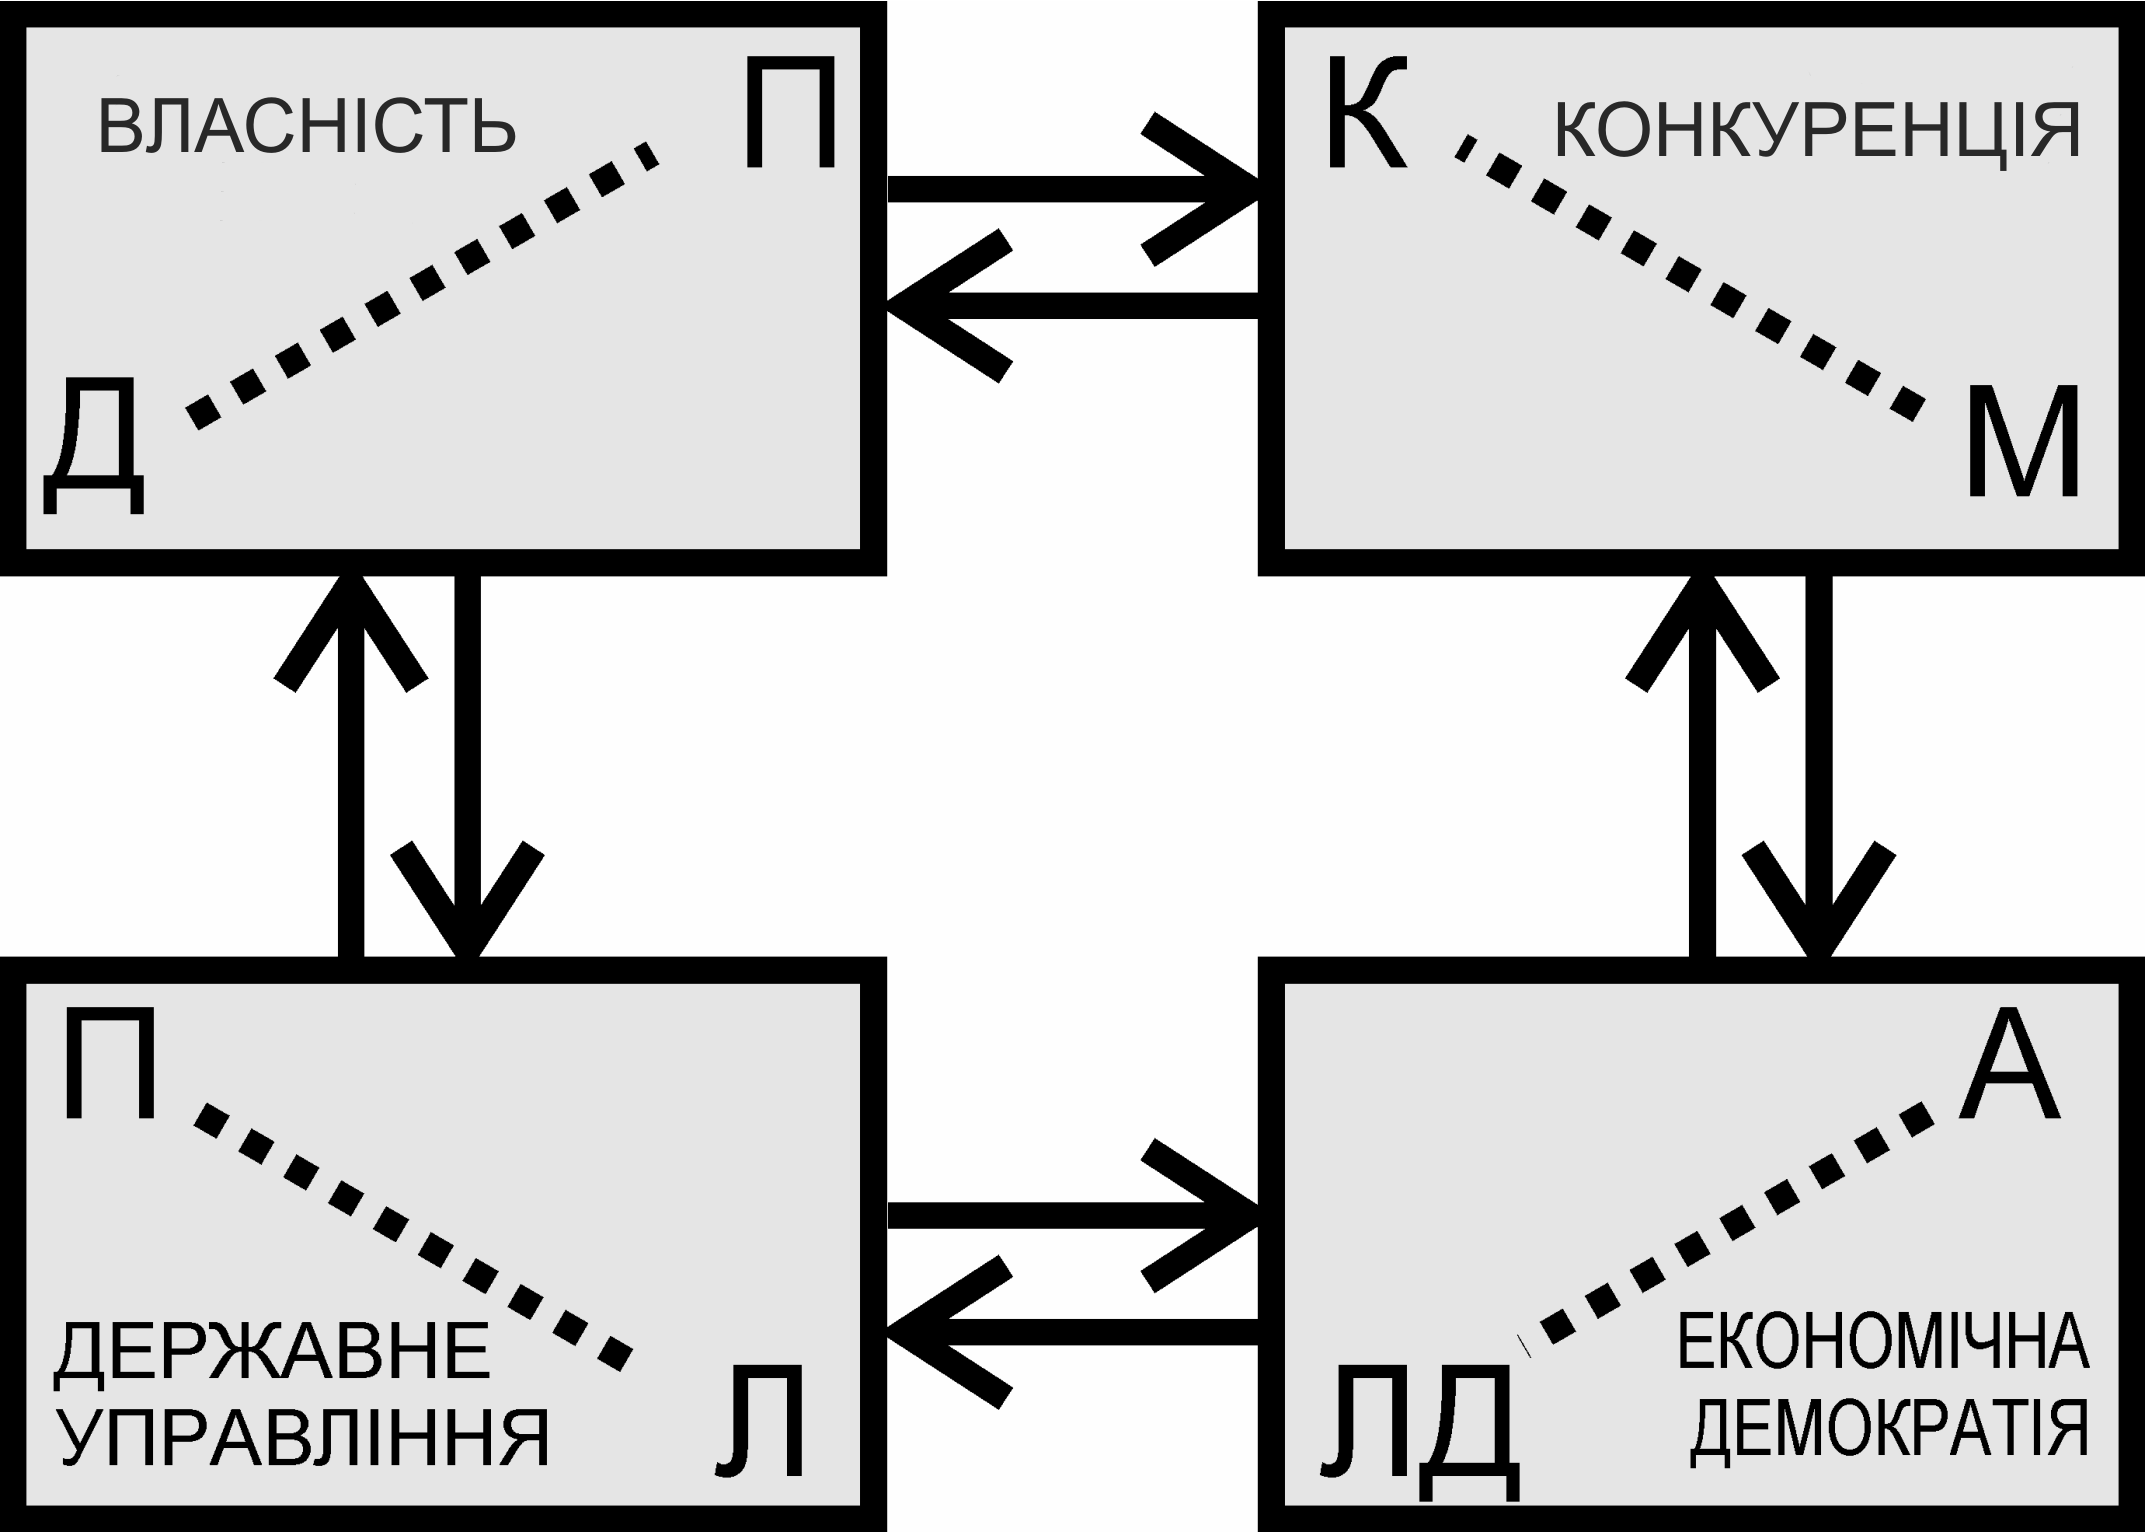 ВЛАСНІСТЬ П
Д
К КОНКУРЕНЦІЯ
М
П
ДЕРЖАВНЕ
УПРАВЛІННЯ
Л
А
ЛД
ЕКОНОМІЧНА
ДЕМОКРАТІЯ